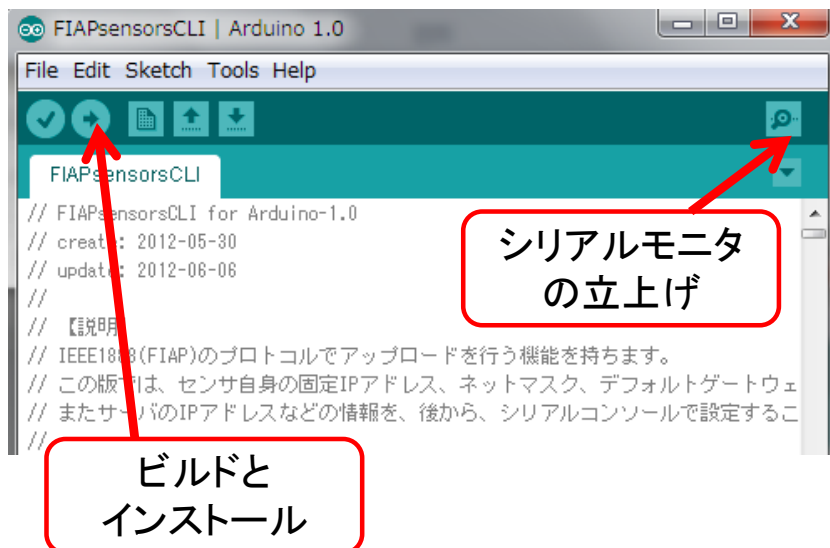 FIAPsensorsCLI | Arduino 1.0
File Edit Sketch Tools Help
FIAPsensorsCLI
// FIAPsensorsCLI for Arduino-1.0
// create: 2012-05-30
// update: 2012-06-06
//
// 【説明】
// IEEE1888(FIAP)のプロトコルでアップロードを行う機能を持ちます。
// この版では、センサ自身の固定IPアドレス、ネットマスク、デフォルトゲートウェ
// またサーバのIPアドレスなどの情報を、後から、シリアルコンソールで設定するこ
//
シリアルモニタ
の立上げ
ビルドと
インストール